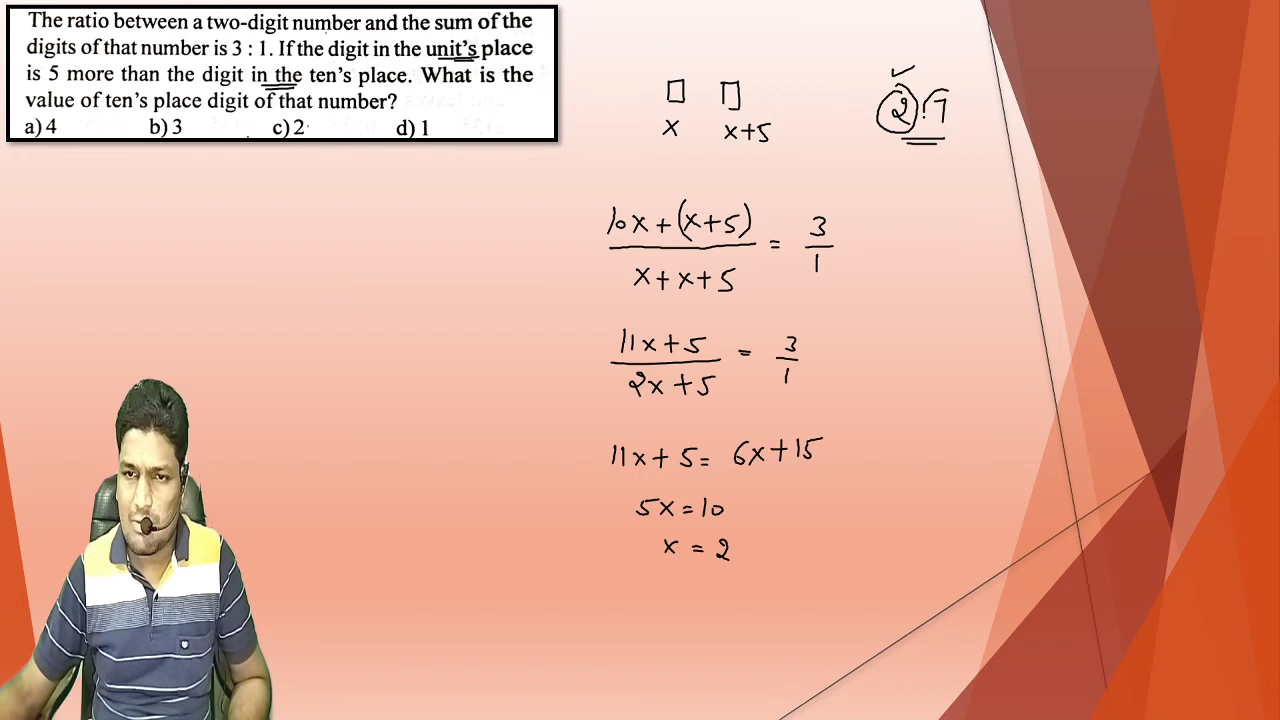 The ratio between a two-digit number and the sum of the
digits of that number is 3 : 1. If the digit in the unit's place
is 5 more than the digit in the ten's place. What is the
value of ten's place digit of that number?
a) 4 b) 3 c) 2 d) 1
x x+5
2 7
10x + (x+5) / x + x + 5 = 3/1
11x + 5 / 2x + 5 = 3/1
11x + 5 = 6x + 15
5x = 10
x = 2